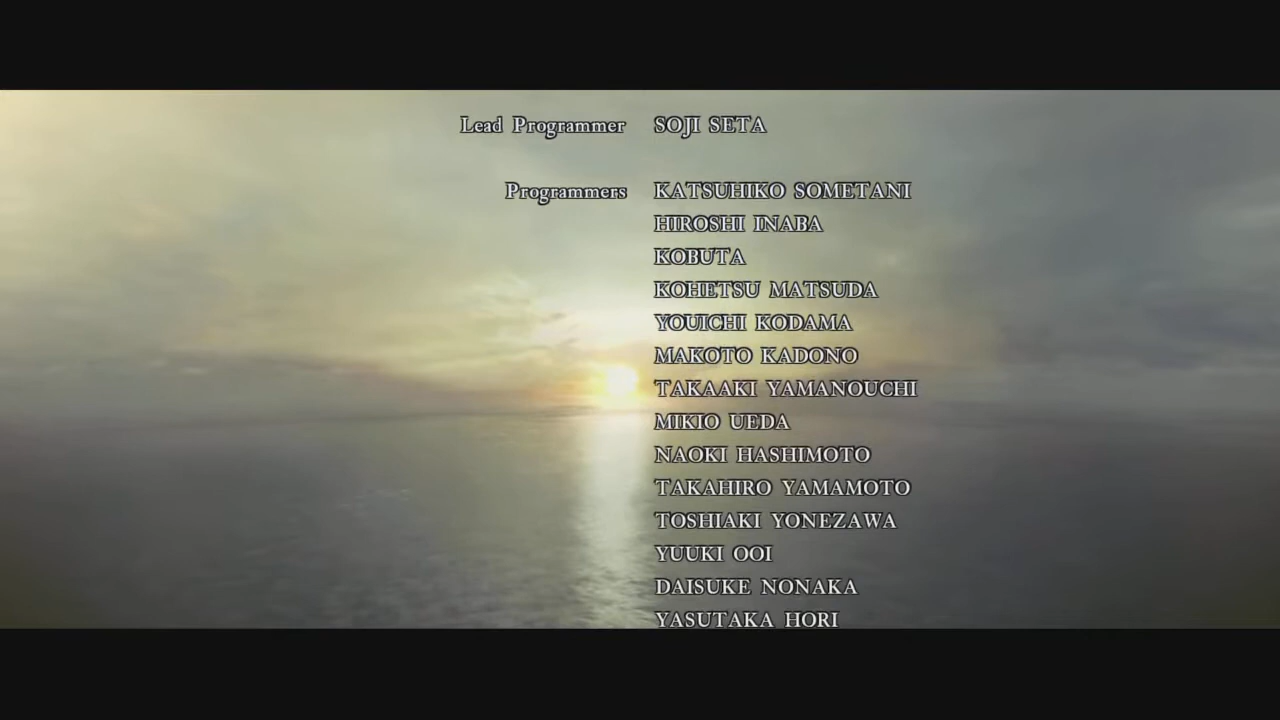 Lead Programmer SOJI SETA
Programmers KATSUHIKO SOMETANI
HIROSHI INABA
KOBUTA
KOHETSU MATSUDA
YOUICHI KODAMA
MAKOTO KADONO
TAKAAKI YAMANOUCHI
MIKIO UEDA
NAOKI HASHIMOTO
TAKAHIRO YAMAMOTO
TOSHIAKI YONEZAWA
YUUKI OOI
DAISUKE NONAKA
YASUTAKA HORI